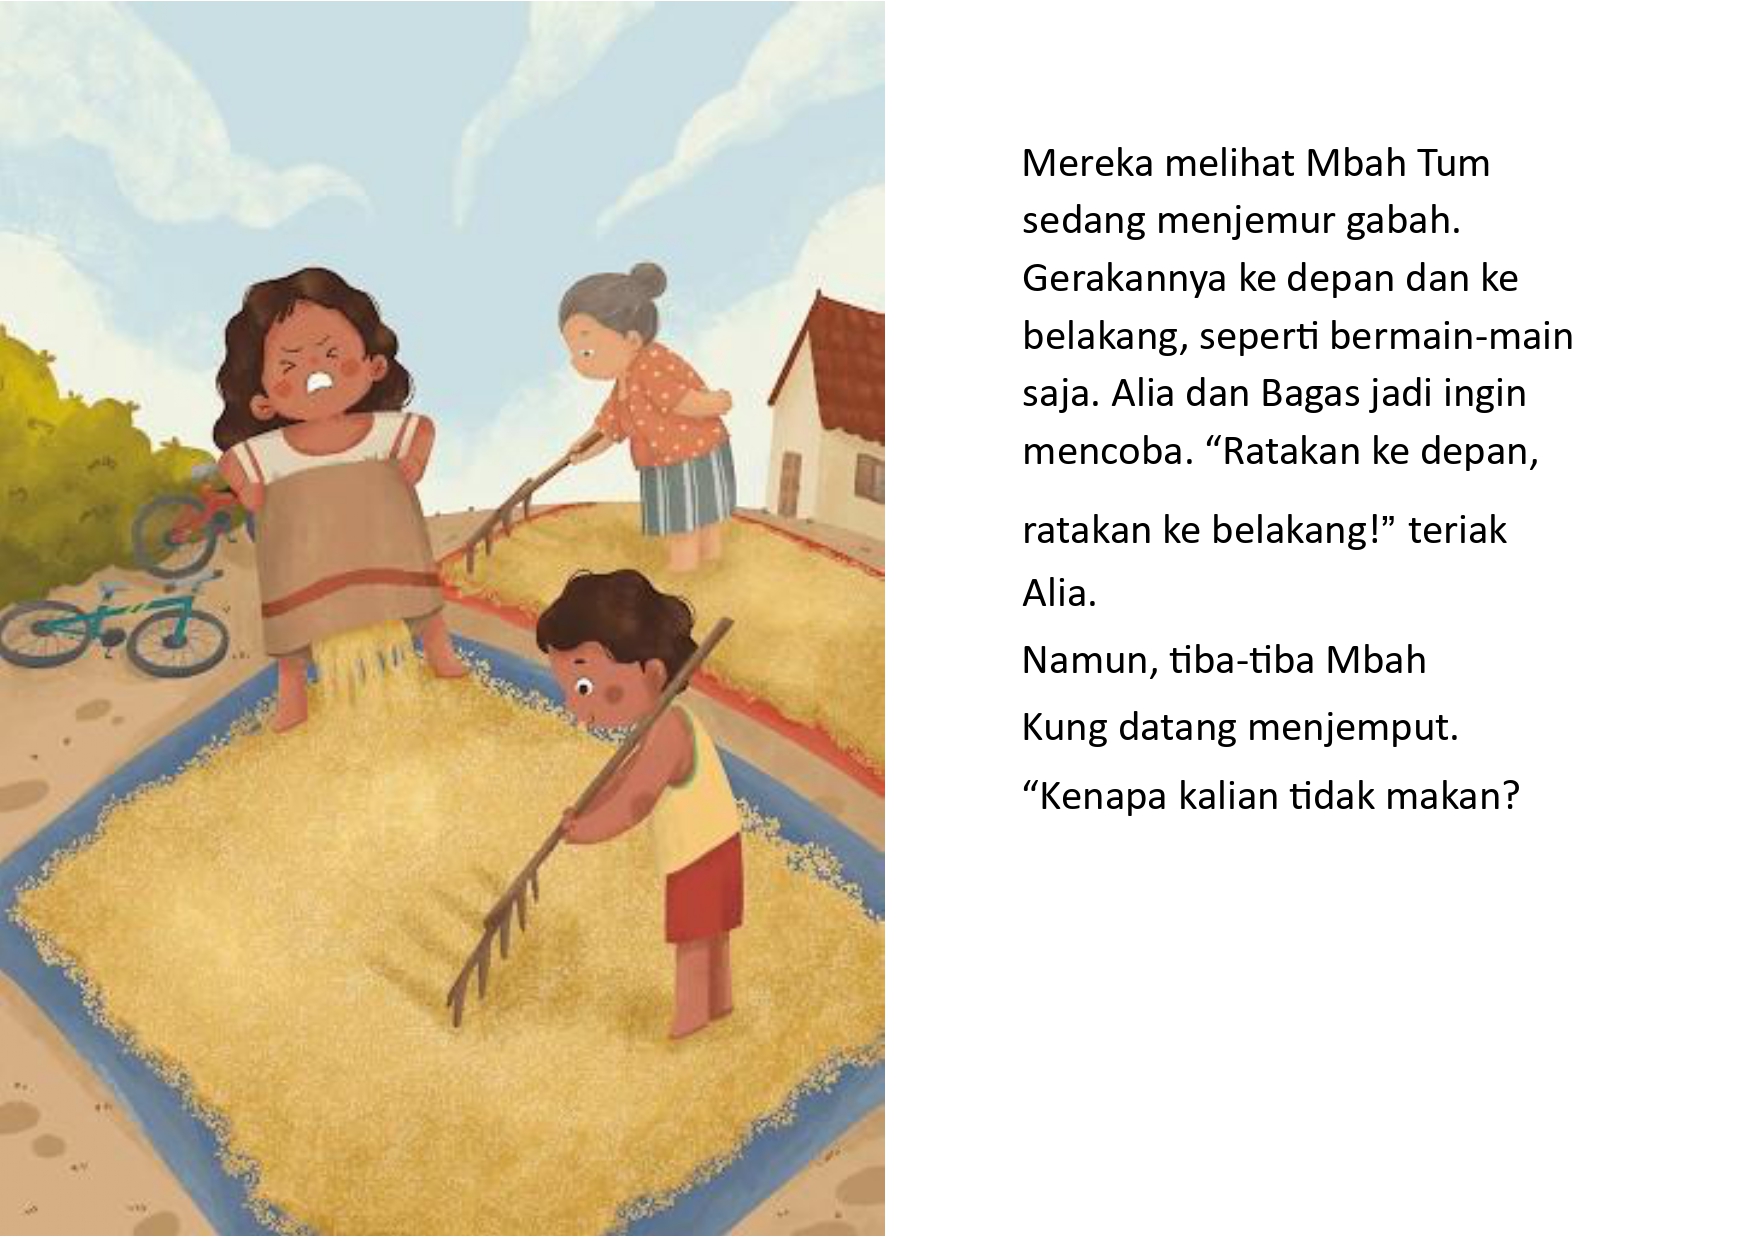 Mereka melihat Mbah Tum
sedang menjemur gabah.
Gerakannya ke depan dan ke
belakang, seperti bermain-main
saja. Alia dan Bagas jadi ingin
mencoba. “Ratakan ke depan,
ratakan ke belakang!” teriak
Alia.
Namun, tiba-tiba Mbah
Kung datang menjemput.
“Kenapa kalian tidak makan?